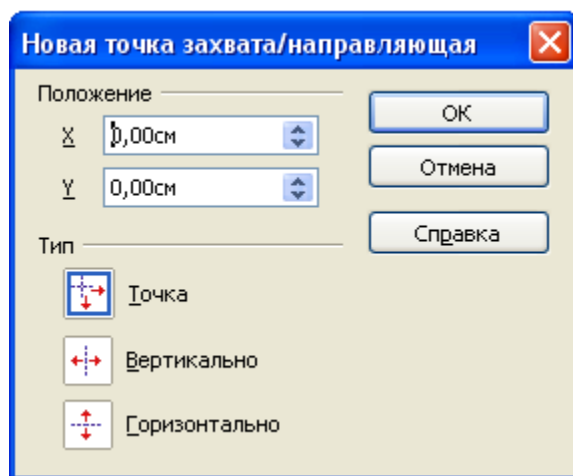 Новая точка захвата/направляющая
Положение
X 0,00см
Y 0,00см
OK
Отмена
Справка
Тип
Точка
Вертикально
Горизонтально